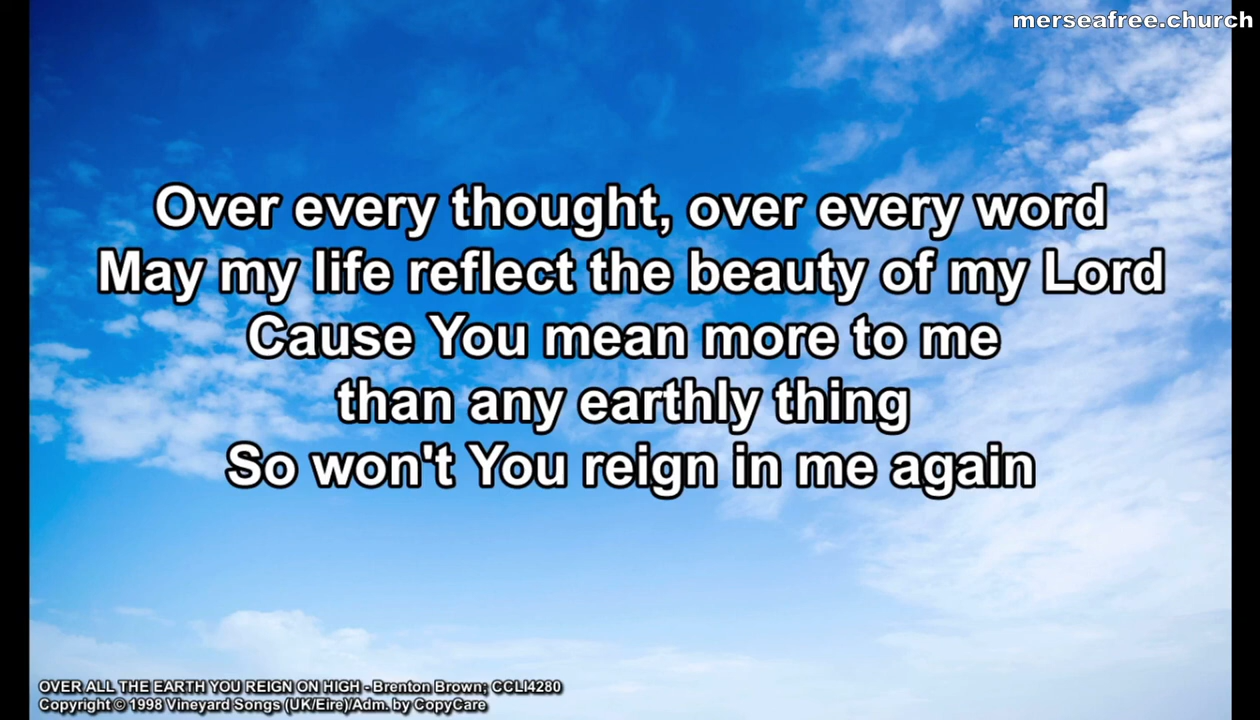 merseafree.church
Over every thought, over every word
May my life reflect the beauty of my Lord
Cause You mean more to me
than any earthly thing
So won't You reign in me again
OVER ALL THE EARTH YOU REIGN ON HIGH - Brenton Brown; CCLI4280
Copyright © 1998 Vineyard Songs (UK/Eire)/Adm. by CopyCare